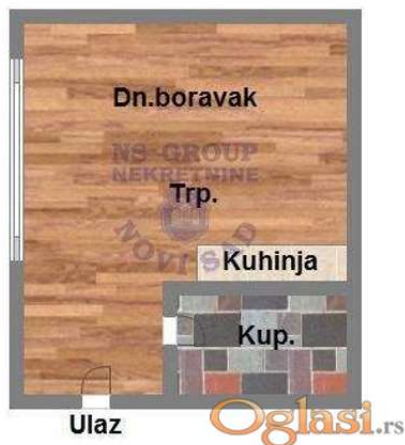 Dn.boravak
NS-GROUP
NEKRETNINE
Trp.
NOVI SAD
Kuhinja
Kup.
Ulaz
Oglasi.rs